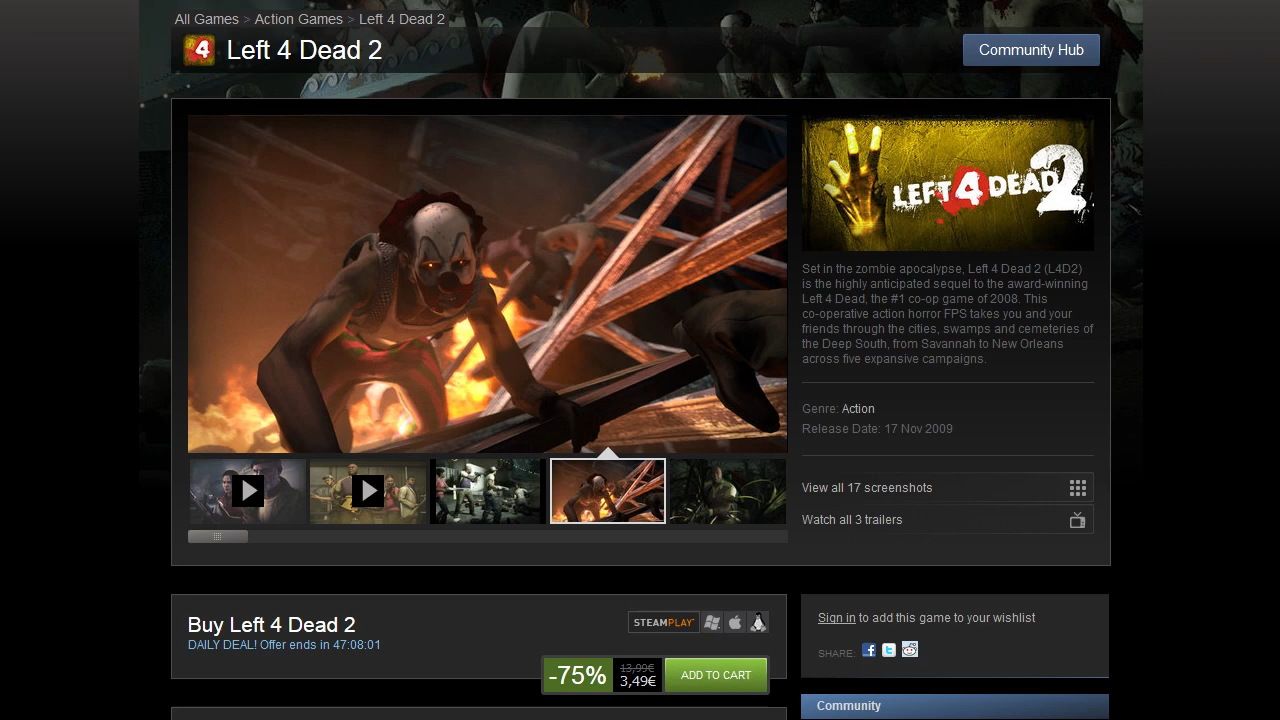 All Games > Action Games > Left 4 Dead 2
4
Left 4 Dead 2
Community Hub
LEFT 4 DEAD 2
Set in the zombie apocalypse, Left 4 Dead 2 (L4D2)
is the highly anticipated sequel to the award-winning
Left 4 Dead, the #1 co-op game of 2008. This
co-operative action horror FPS takes you and your
friends through the cities, swamps and cemeteries of
the Deep South, from Savannah to New Orleans
across five expansive campaigns.
Genre: Action
Release Date: 17 Nov 2009
View all 17 screenshots
Watch all 3 trailers
Buy Left 4 Dead 2
DAILY DEAL! Offer ends in 47:08:01
STEAMPLAY
-75%
13,99€
3,49€
ADD TO CART
Sign in to add this game to your wishlist
SHARE:
Community